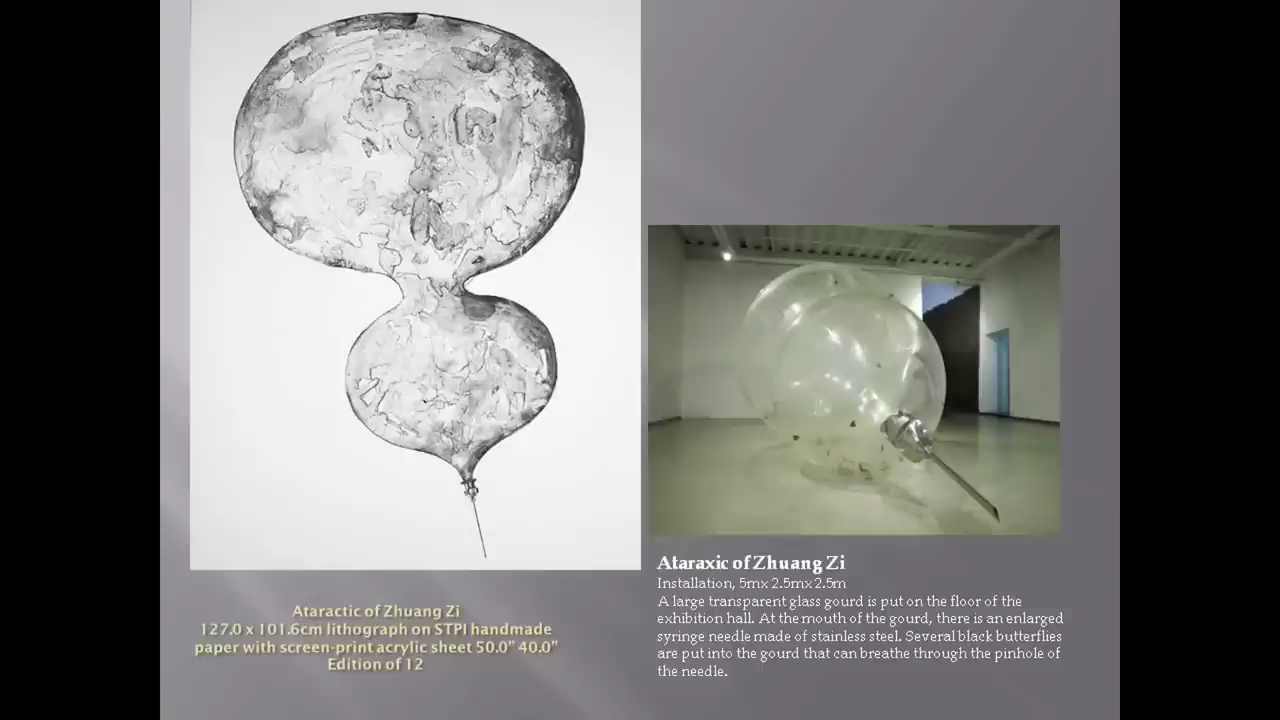 Ataractic of Zhuang Zi
127.0 x 101.6cm lithograph on STPI handmade
paper with screen-print acrylic sheet 50.0” 40.0”
Edition of 12
Ataraxic of Zhuang Zi
Installation, 5mx 2.5mx 2.5m
A large transparent glass gourd is put on the floor of the
exhibition hall. At the mouth of the gourd, there is an enlarged
syringe needle made of stainless steel. Several black butterflies
are put into the gourd that can breathe through the pinhole of
the needle.